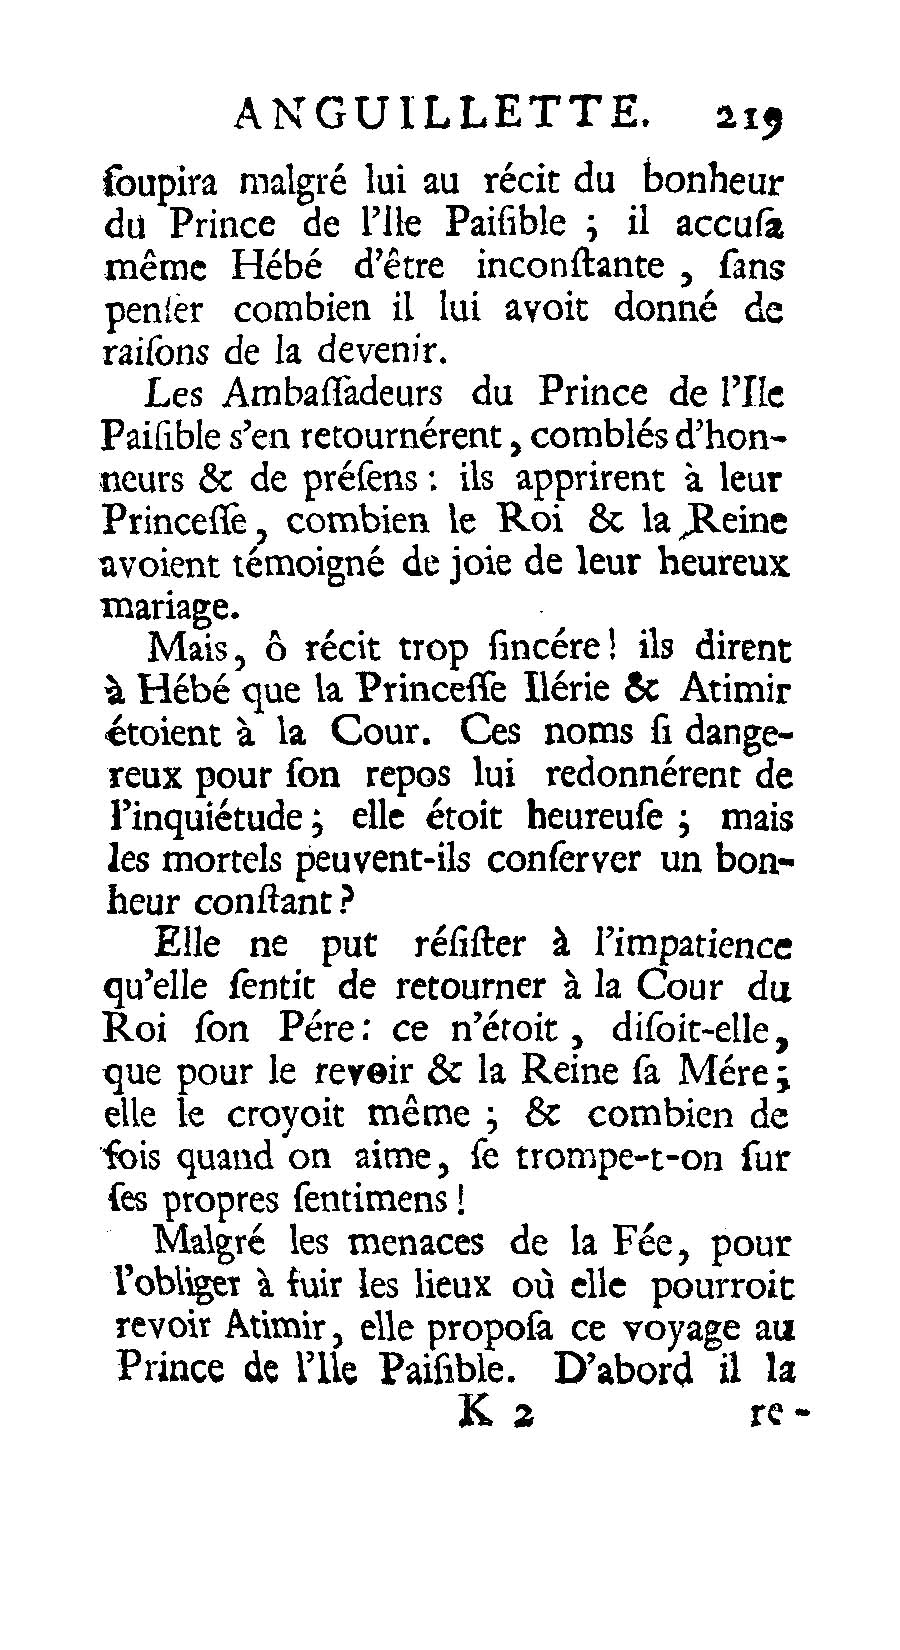 ANGUILLETTE. 219
ſoupira malgré lui au récit du bonheur
du Prince de l'Ile Paiſible ; il accuſa
même Hébé d'être inconſtante , ſans
penſer combien il lui avoit donné de
raiſons de la devenir.
Les Ambaſſadeurs du Prince de l'Ile
Paiſible s'en retournérent, comblés d'hon-
neurs & de préſens : ils apprirent à leur
Princeſſe, combien le Roi & la Reine
avoient témoigné de joie de leur heureux
mariage.
Mais, ô récit trop ſincére! ils dirent
à Hébé que la Princeſſe Ilérie & Atimir
étoient à la Cour. Ces noms ſi dange-
reux pour ſon repos lui redonnérent de
l'inquiétude ; elle étoit heureuſe ; mais
les mortels peuvent-ils conſerver un bon-
heur conſtant ?
Elle ne put réſiſter à l'impatience
qu'elle ſentit de retourner à la Cour du
Roi ſon Pére : ce n'étoit , diſoit-elle,
que pour le revoir & la Reine ſa Mére ;
elle le croyoit même ; & combien de
fois quand on aime, ſe trompe-t-on ſur
ſes propres ſentimens !
Malgré les menaces de la Fée, pour
l'obliger à fuir les lieux où elle pourroit
revoir Atimir, elle propoſa ce voyage au
Prince de l'Ile Paiſible. D'abord il la
K 2 re-